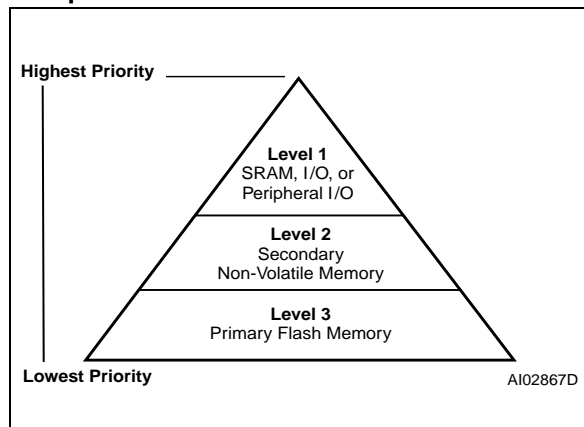 Highest Priority
Level 1
SRAM, I/O, or
Peripheral I/O
Level 2
Secondary
Non-Volatile Memory
Level 3
Primary Flash Memory
Lowest Priority
AI02867D